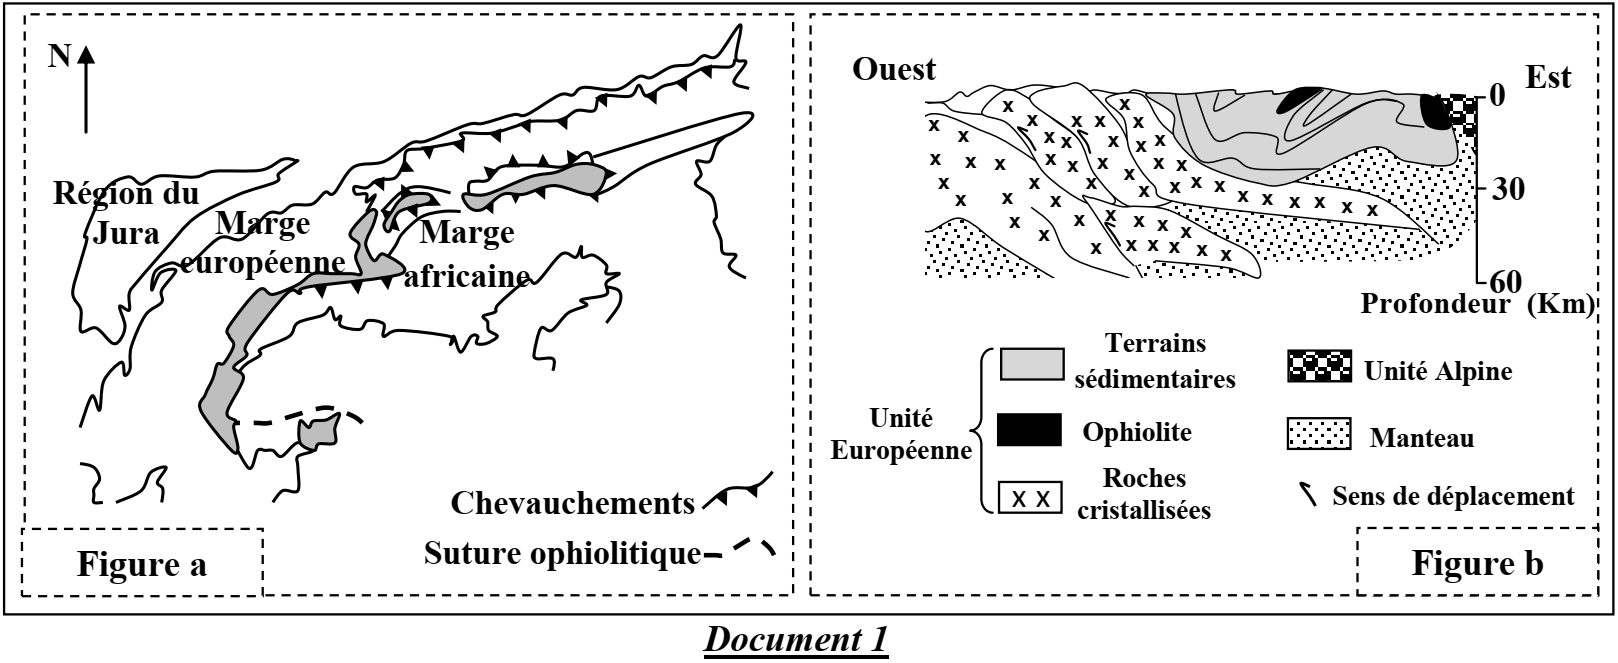 N
Région du
Jura
Marge
européenne
Marge
africaine
Chevauchements
Suture ophiolitique
Figure a
Ouest
Est
0
30
60
Profondeur (Km)
Unité
Européenne
Terrains
sédimentaires
Ophiolite
Roches
cristallisées
Unité Alpine
Manteau
Sens de déplacement
Figure b
Document 1